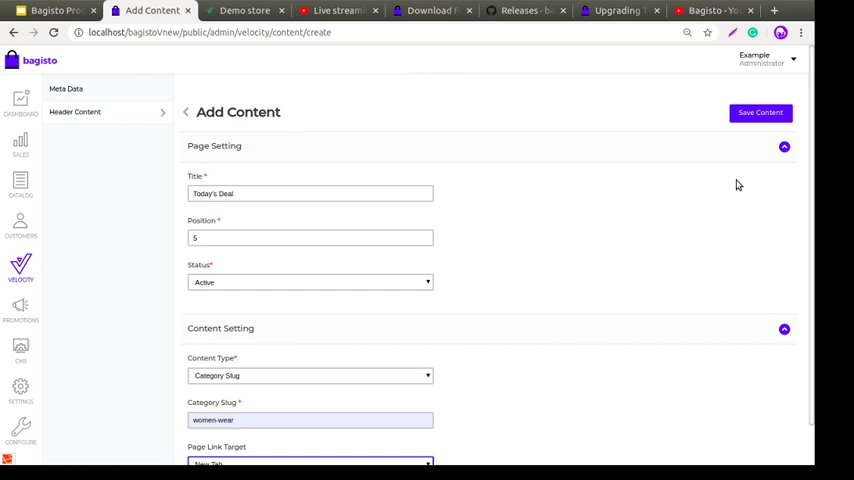 Bagisto Pro
Add Content
Demo store
Live streami
Download F
Releases · ba
Upgrading T
Bagisto - Yo
localhost/bagistoVnew/public/admin/velocity/content/create
bagisto
Example
Administrator
DASHBOARD
SALES
CATALOG
CUSTOMERS
VELOCITY
PROMOTIONS
CMS
SETTINGS
CONFIGURE
Meta Data
Header Content
Add Content
Save Content
Page Setting
Title *
Today's Deal
Position *
5
Status*
Active
Content Setting
Content Type*
Category Slug
Category Slug *
women-wear
Page Link Target
New Tab